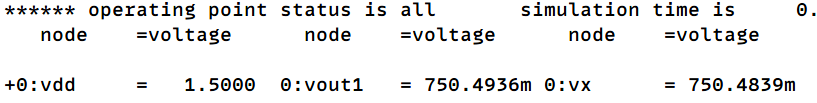 ****** operating point status is all simulation time is 0.
node =voltage node =voltage node =voltage
+0:vdd = 1.5000 0:vout1 = 750.4936m 0:vx = 750.4839m